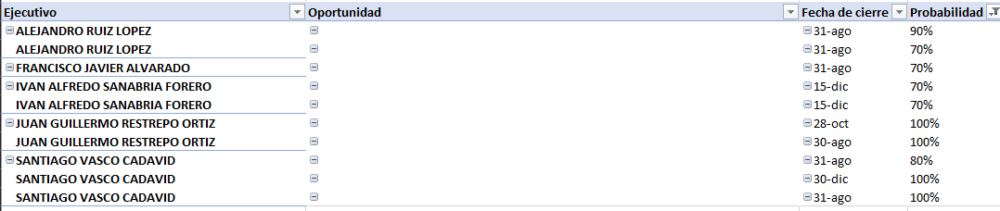 Ejecutivo Oportunidad Fecha de cierre Probabilidad
ALEJANDRO RUIZ LOPEZ 31-ago 90%
ALEJANDRO RUIZ LOPEZ 31-ago 70%
FRANCISCO JAVIER ALVARADO 31-ago 70%
IVAN ALFREDO SANABRIA FORERO 15-dic 70%
IVAN ALFREDO SANABRIA FORERO 15-dic 70%
JUAN GUILLERMO RESTREPO ORTIZ 28-oct 100%
JUAN GUILLERMO RESTREPO ORTIZ 30-ago 100%
SANTIAGO VASCO CADAVID 31-ago 80%
SANTIAGO VASCO CADAVID 30-dic 100%
SANTIAGO VASCO CADAVID 31-ago 100%